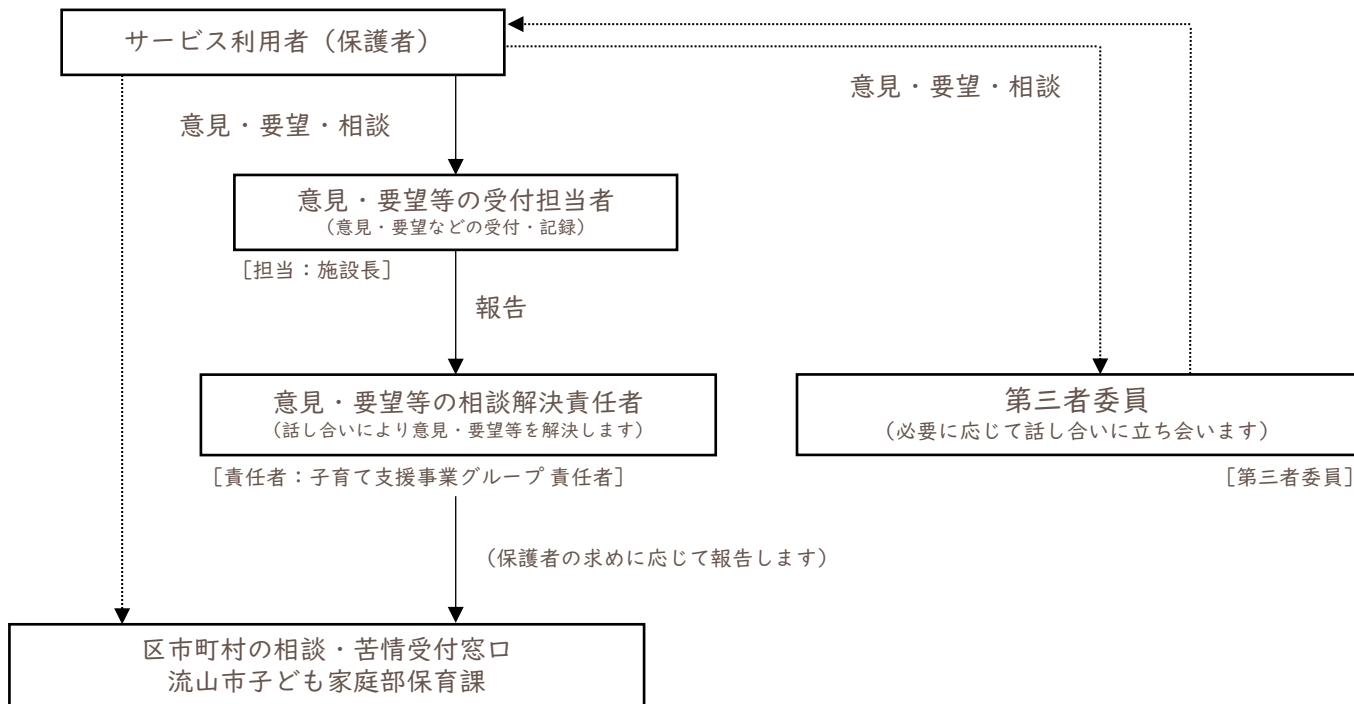 サービス利用者（保護者）
意見・要望・相談
意見・要望・相談
意見・要望等の受付担当者
（意見・要望などの受付・記録）
［担当：施設長］
報告
意見・要望等の相談解決責任者
（話し合いにより意見・要望等を解決します）
［責任者：子育て支援事業グループ 責任者］
第三者委員
（必要に応じて話し合いに立ち会います）
［第三者委員］
（保護者の求めに応じて報告します）
区市町村の相談・苦情受付窓口
流山市子ども家庭部保育課